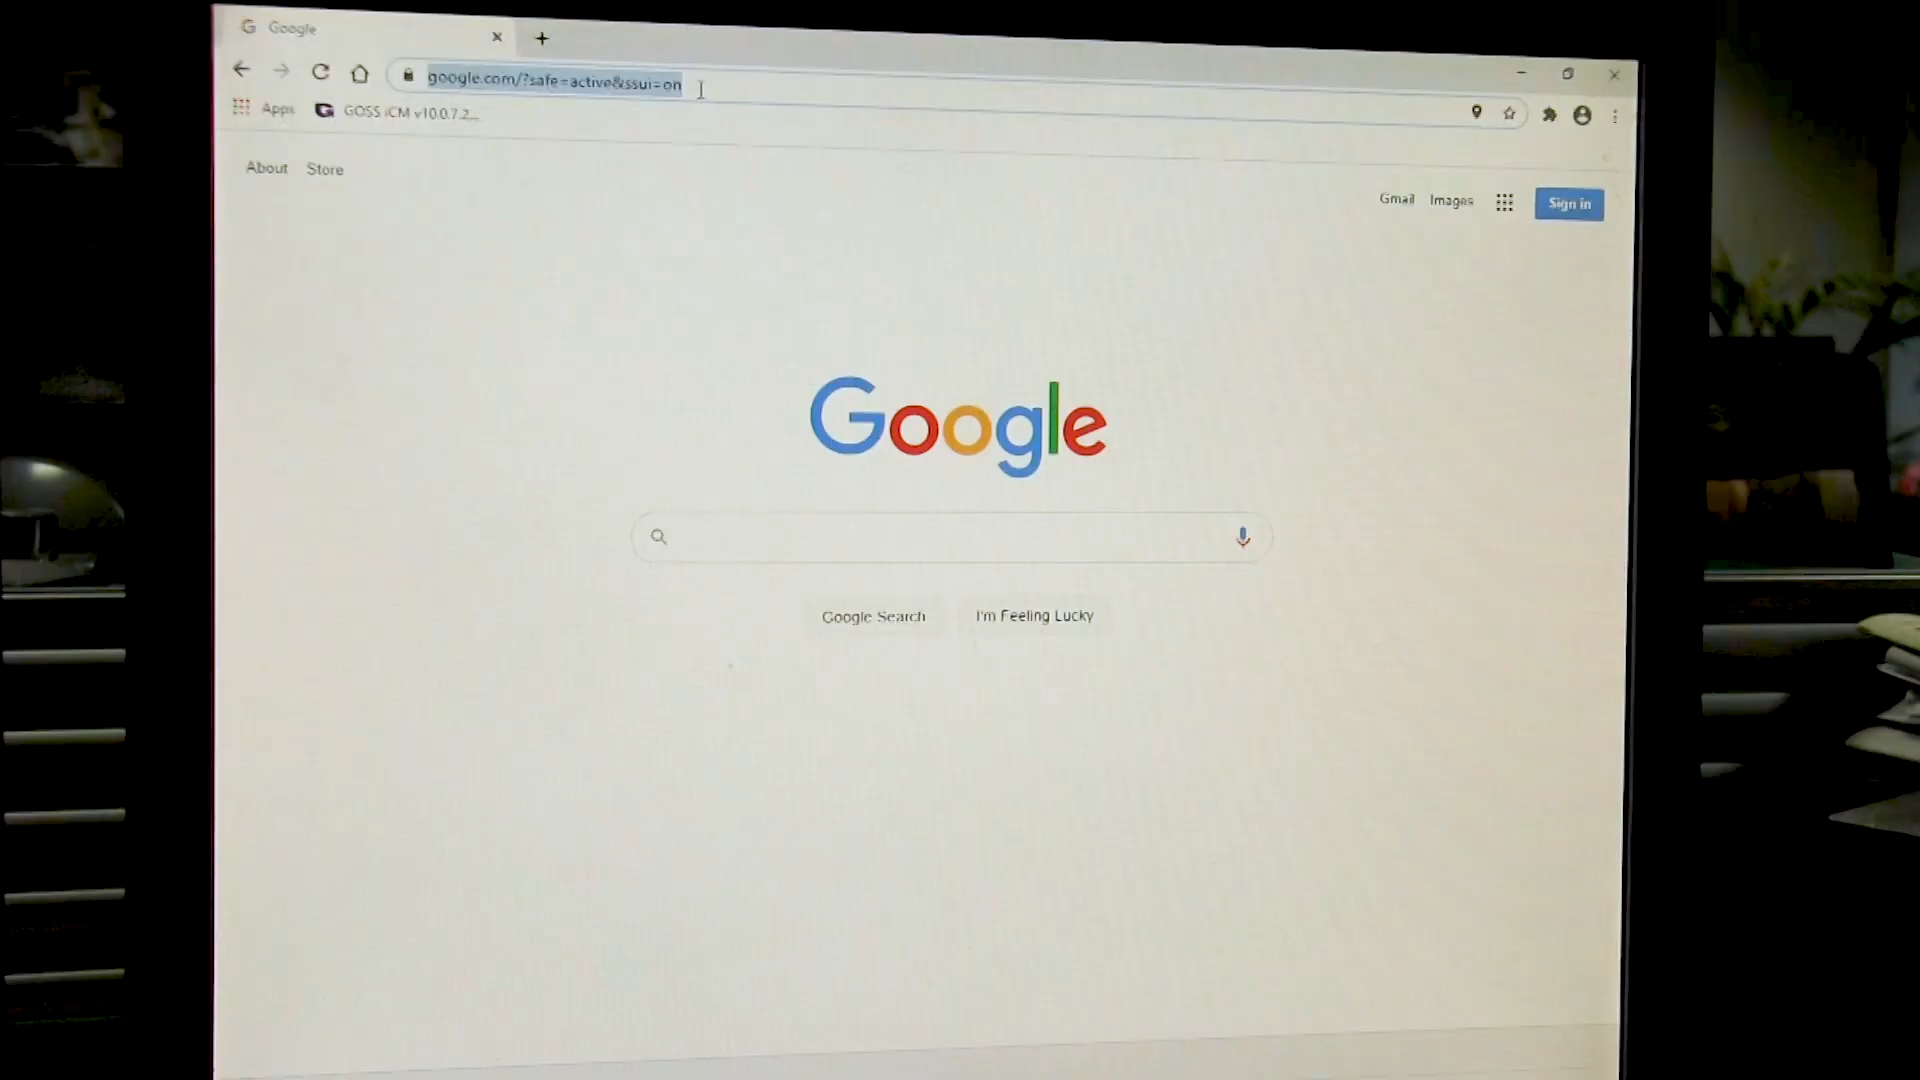 Google
google.com/?safe=active&ssui=on
Apps GOSS iCM v10.0.7.2...
About Store
Gmail Images Sign in
Google
Google Search I'm Feeling Lucky